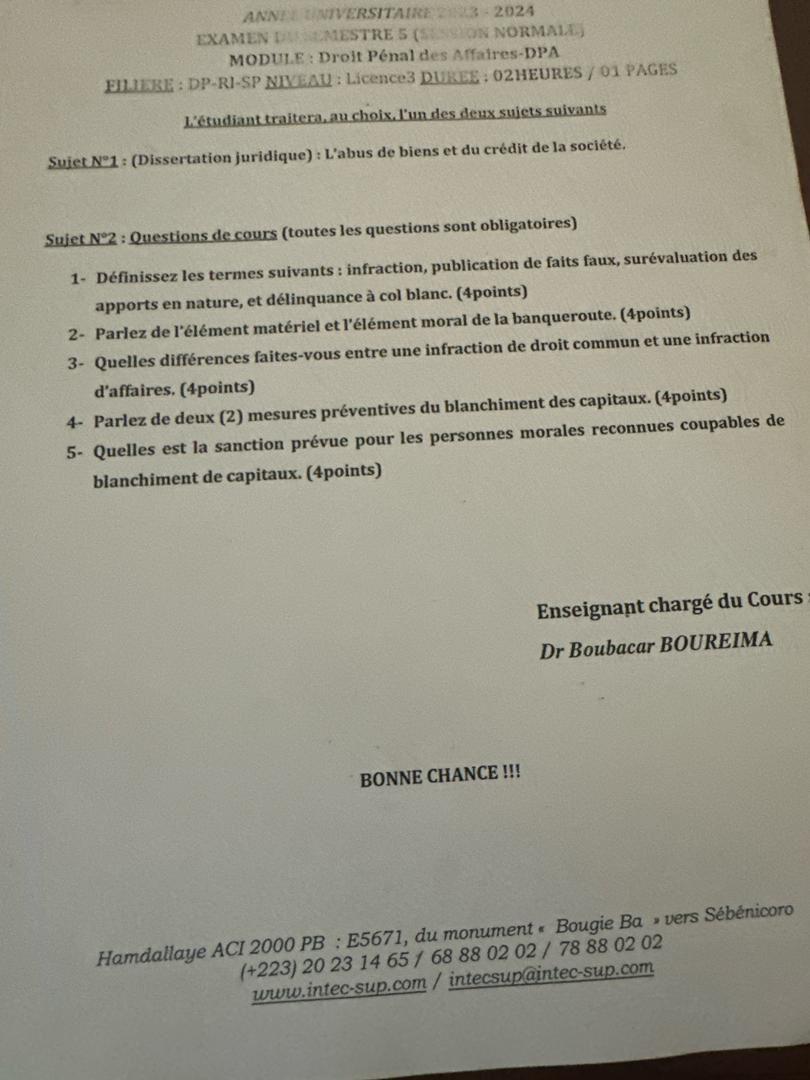 ANNEE UNIVERSITAIRE 2023 - 2024
EXAMEN DU SEMESTRE 5 (SESSION NORMALE)
MODULE : Droit Pénal des Affaires-DPA
FILIERE : DP-RI-SP NIVEAU : Licence3 DUREE : 02HEURES / 01 PAGES
L'étudiant traitera, au choix, l'un des deux sujets suivants
Sujet N°1 : (Dissertation juridique) : L'abus de biens et du crédit de la société.
Sujet N°2 : Questions de cours (toutes les questions sont obligatoires)
1- Définissez les termes suivants : infraction, publication de faits faux, surévaluation des
apports en nature, et délinquance à col blanc. (4points)
2- Parlez de l'élément matériel et l'élément moral de la banqueroute. (4points)
3- Quelles différences faites-vous entre une infraction de droit commun et une infraction
d'affaires. (4points)
4- Parlez de deux (2) mesures préventives du blanchiment des capitaux. (4points)
5- Quelles est la sanction prévue pour les personnes morales reconnues coupables de
blanchiment de capitaux. (4points)
Enseignant chargé du Cours :
Dr Boubacar BOUREIMA
BONNE CHANCE !!!
Hamdallaye ACI 2000 PB : E5671, du monument « Bougie Ba » vers Sébénicoro
(+223) 20 23 14 65 / 68 88 02 02 / 78 88 02 02
www.intec-sup.com / intecsup@intec-sup.com